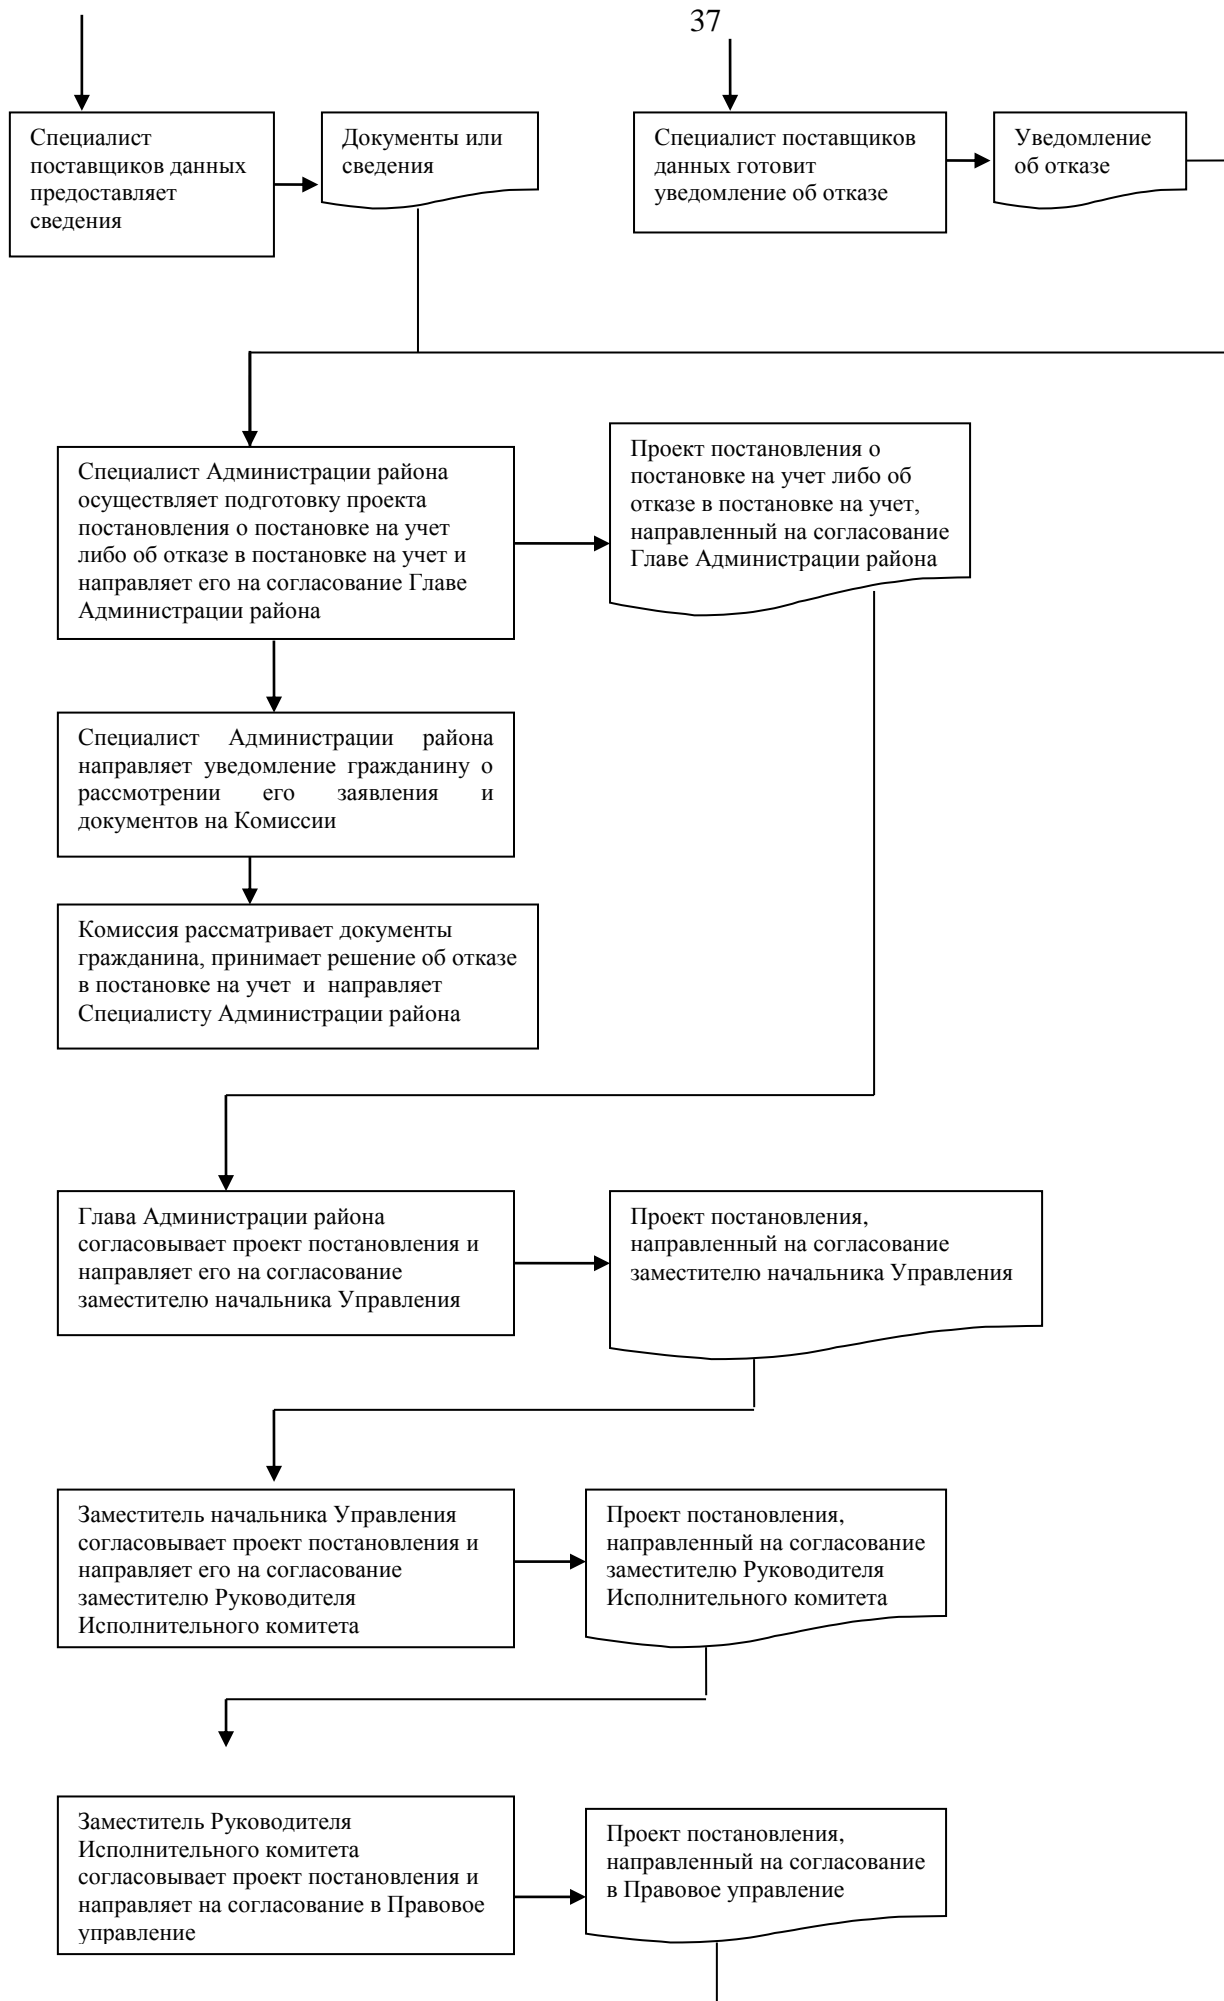 37
Специалист
поставщиков данных
предоставляет
сведения
Документы или
сведения
Специалист поставщиков
данных готовит
уведомление об отказе
Уведомление
об отказе
Специалист Администрации района
осуществляет подготовку проекта
постановления о постановке на учет
либо об отказе в постановке на учет и
направляет его на согласование Главе
Администрации района
Проект постановления о
постановке на учет либо об
отказе в постановке на учет,
направленный на согласование
Главе Администрации района
Специалист Администрации района
направляет уведомление гражданину о
рассмотрении его заявления и
документов на Комиссии
Комиссия рассматривает документы
гражданина, принимает решение об отказе
в постановке на учет и направляет
Специалисту Администрации района
Глава Администрации района
согласовывает проект постановления и
направляет его на согласование
заместителю начальника Управления
Проект постановления,
направленный на согласование
заместителю начальника Управления
Заместитель начальника Управления
согласовывает проект постановления и
направляет его на согласование
заместителю Руководителя
Исполнительного комитета
Проект постановления,
направленный на согласование
заместителю Руководителя
Исполнительного комитета
Заместитель Руководителя
Исполнительного комитета
согласовывает проект постановления и
направляет на согласование в Правовое
управление
Проект постановления,
направленный на согласование
в Правовое управление